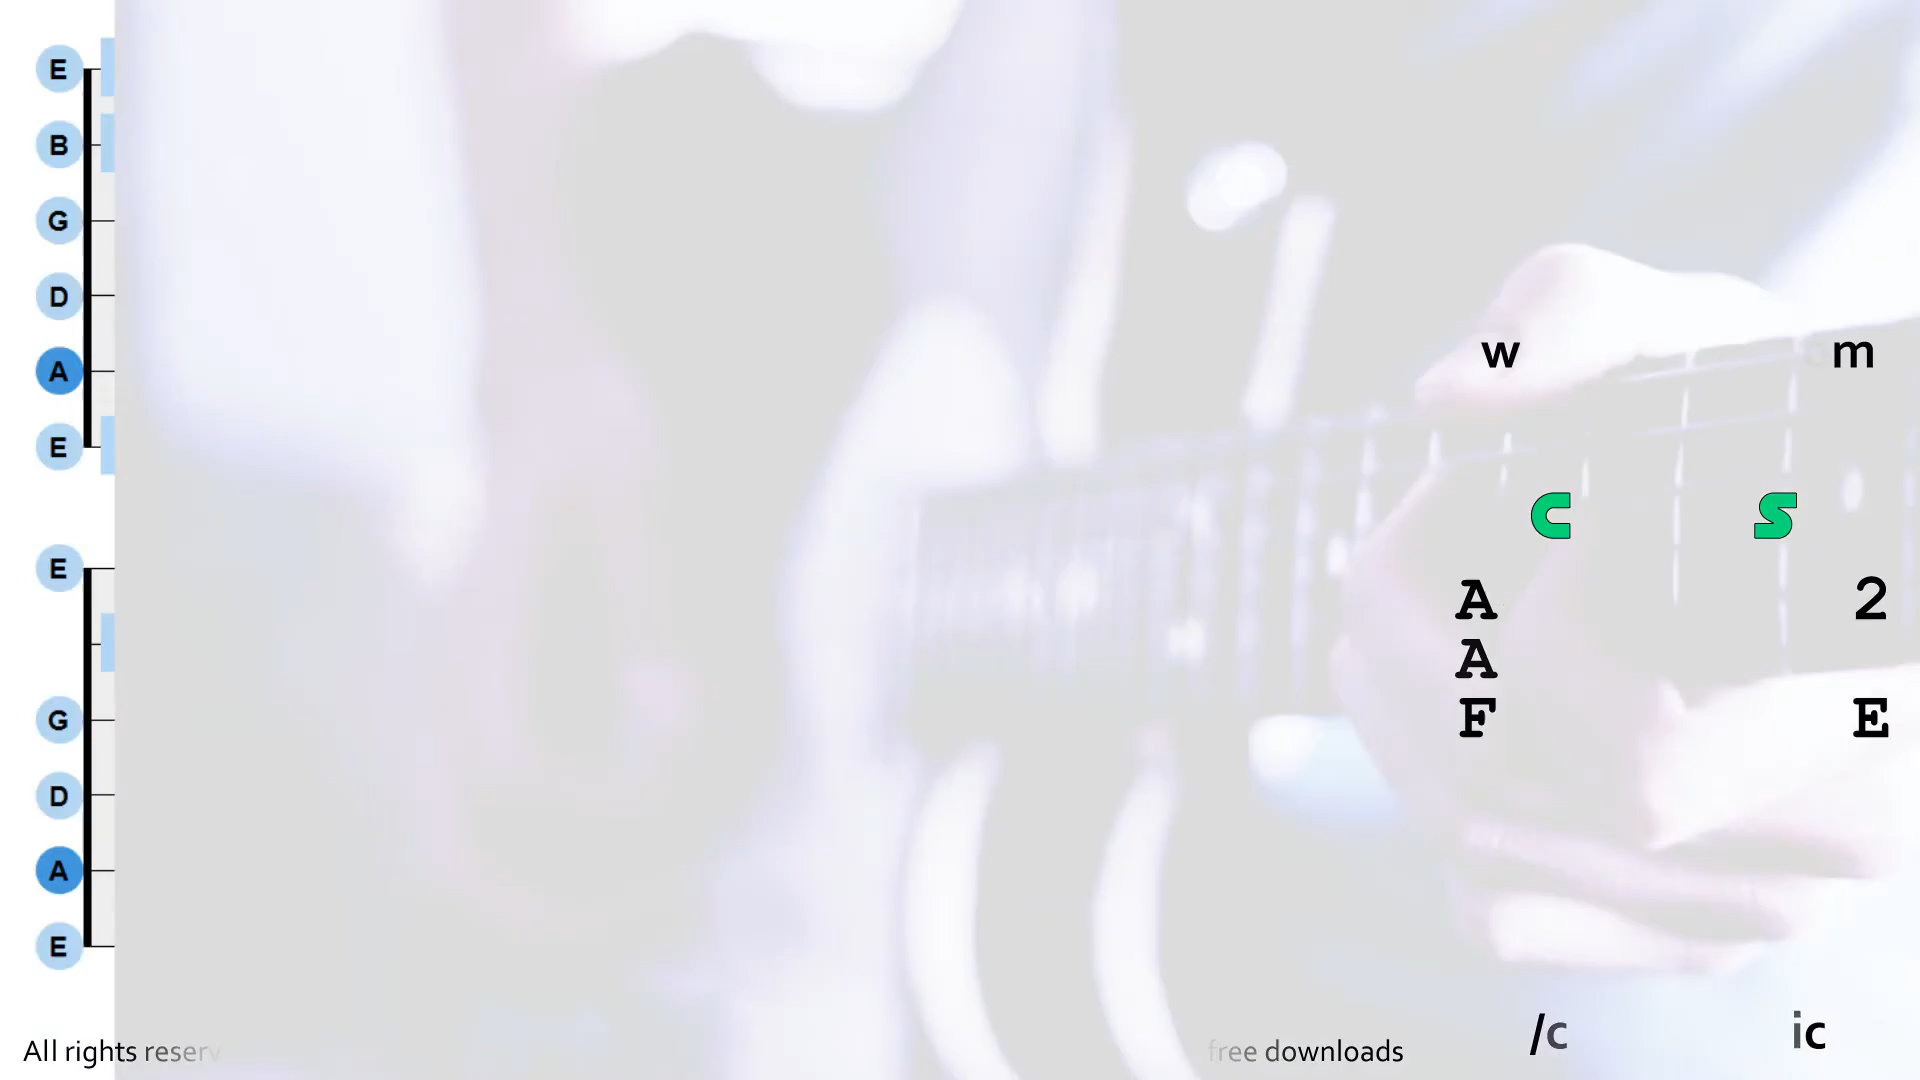 E
B
G
D
A
E
w m
C S
E
A 2
A
F E
G
D
A
E
/c ic
All rights reserv
free downloads